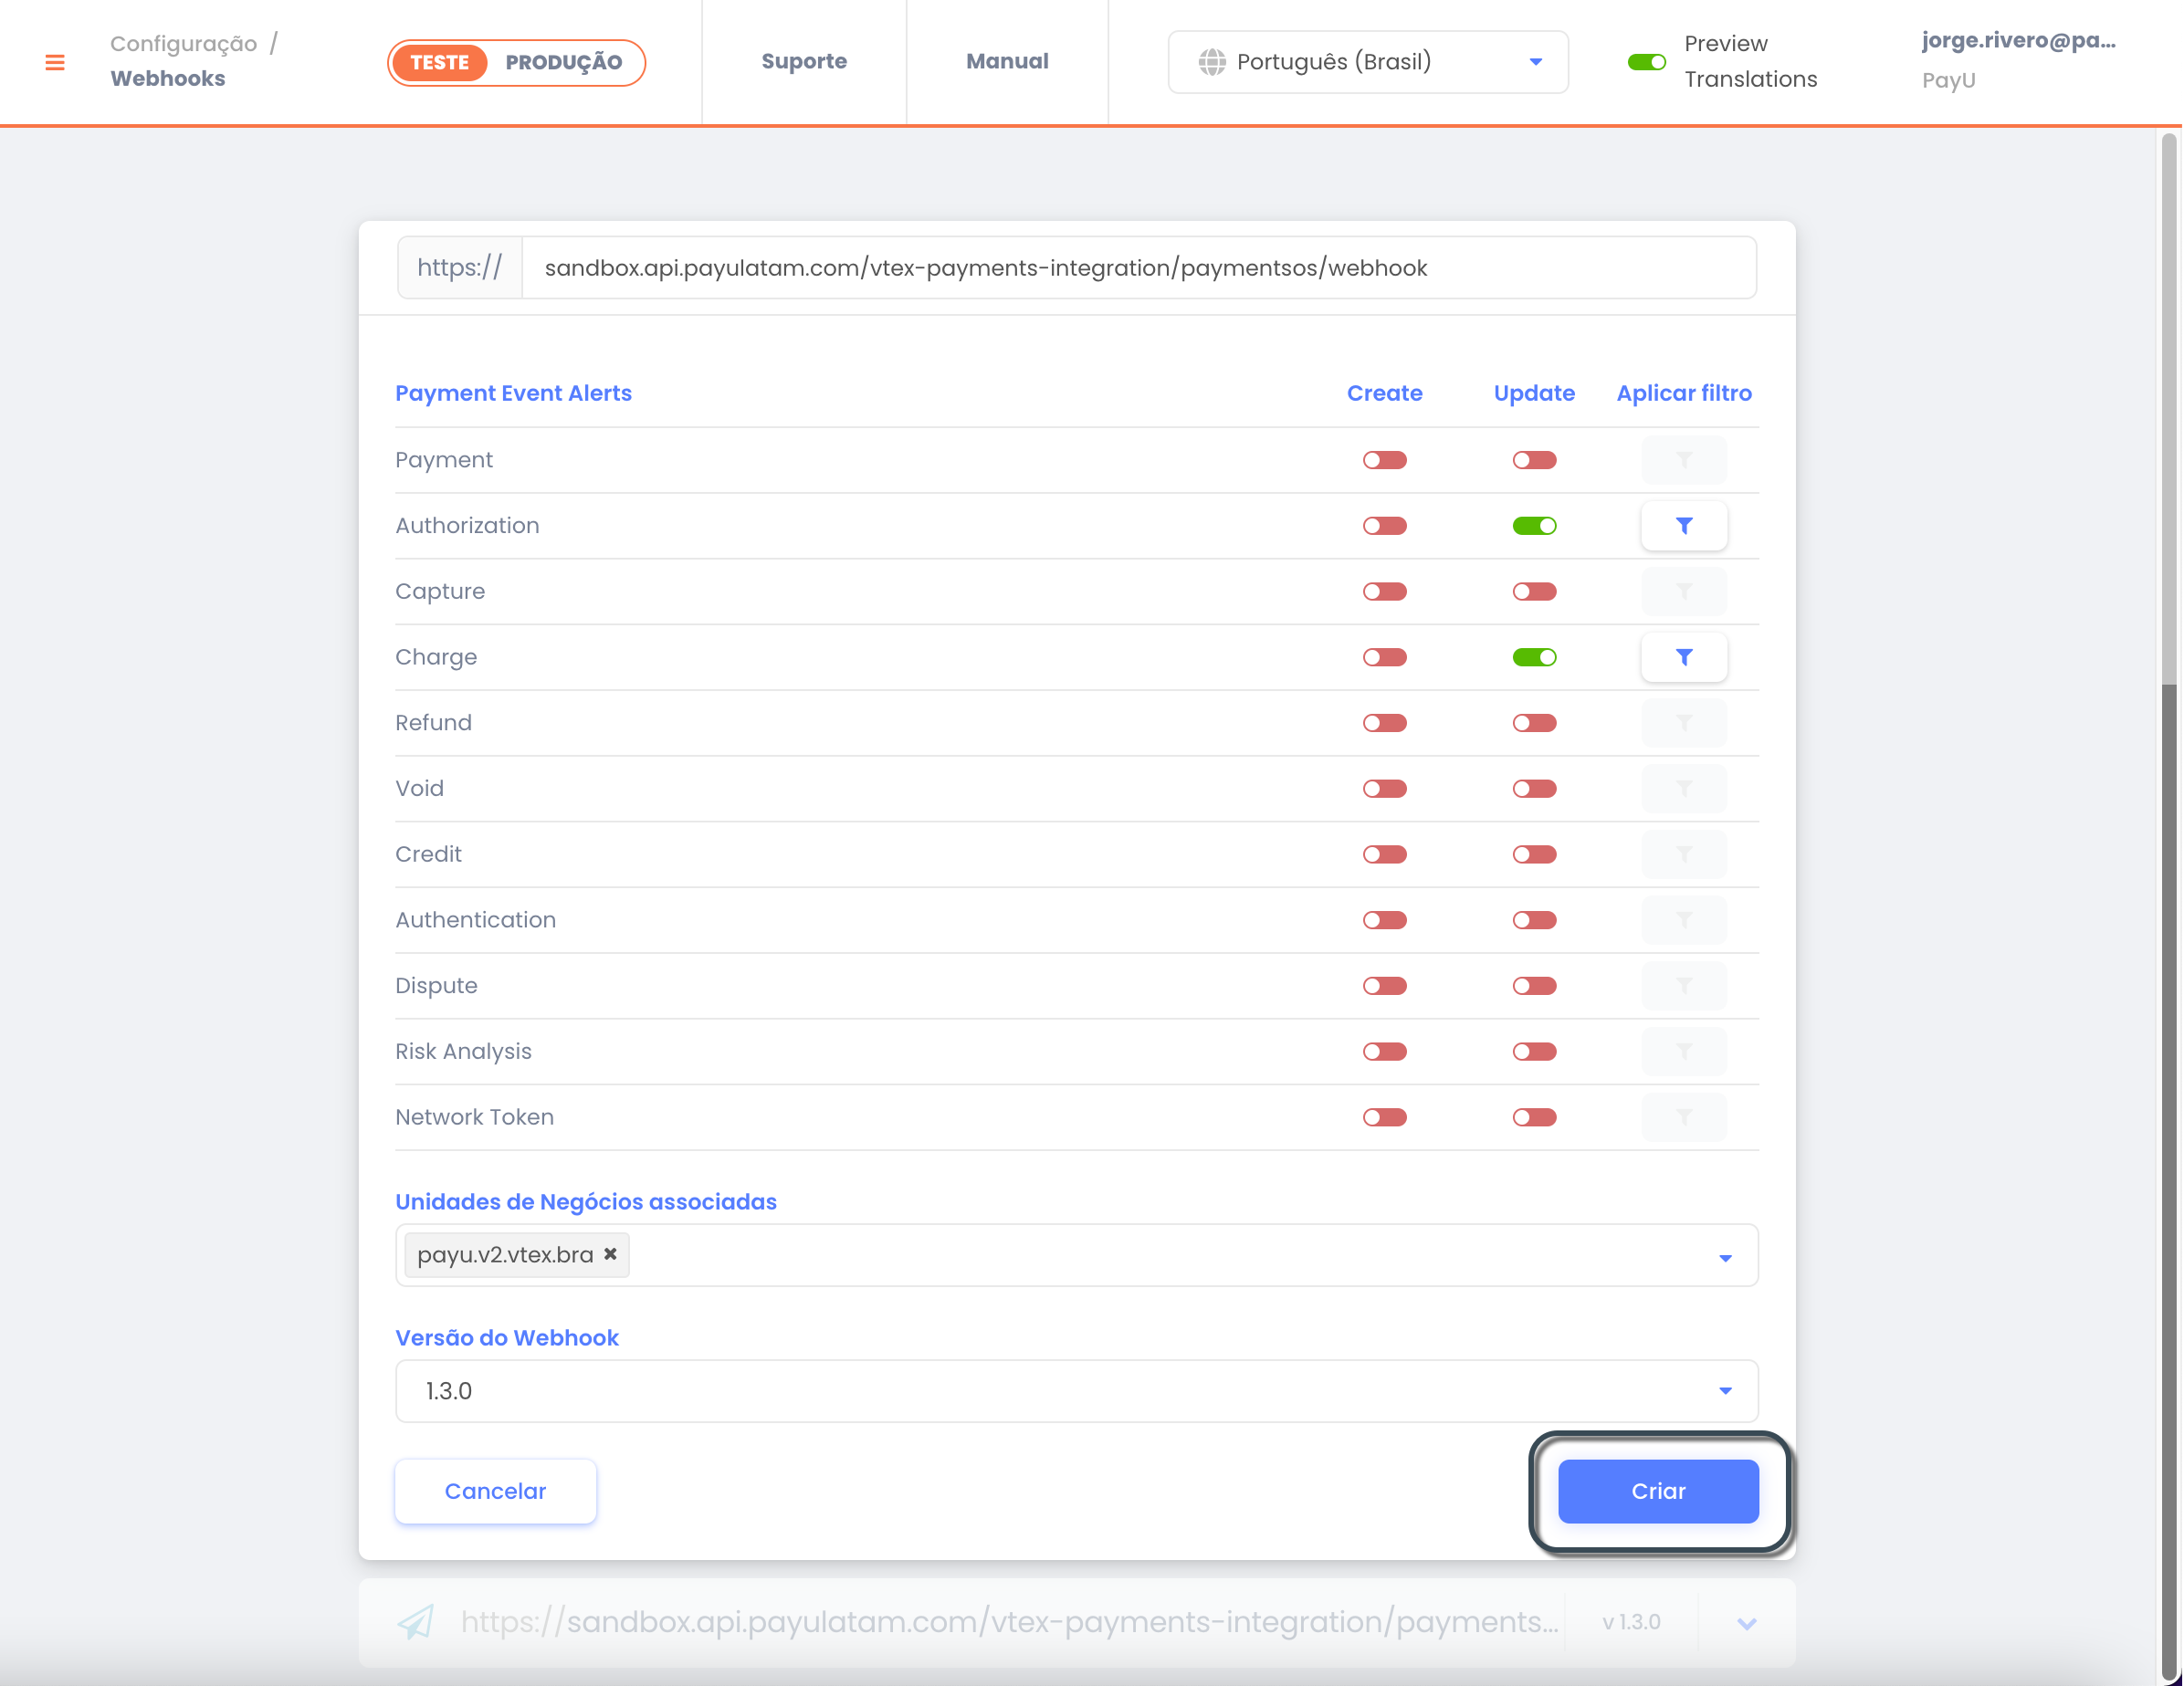 Configuração /
Webhooks
TESTE PRODUÇÃO
Suporte
Manual
Português (Brasil)
Preview
Translations
jorge.rivero@pa...
PayU
https:// sandbox.api.payulatam.com/vtex-payments-integration/paymentsos/webhook
Payment Event Alerts Create Update Aplicar filtro
Payment
Authorization
Capture
Charge
Refund
Void
Credit
Authentication
Dispute
Risk Analysis
Network Token
Unidades de Negócios associadas
payu.v2.vtex.bra
Versão do Webhook
1.3.0
Cancelar Criar
https://sandbox.api.payulatam.com/vtex-payments-integration/payments... v 1.3.0